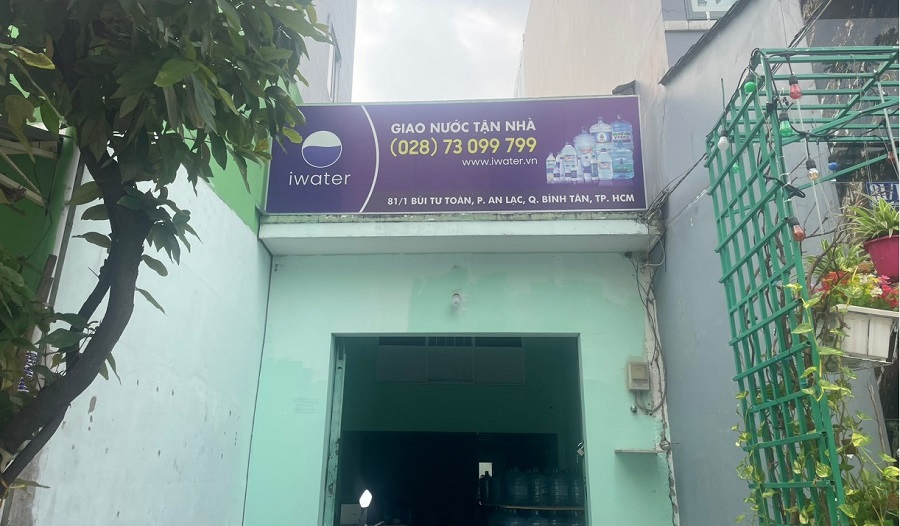 iwater
GIAO NƯỚC TẬN NHÀ
(028) 73 099 799
www.iwater.vn
81/1 BÙI TƯ TOÀN, P. AN LẠC, Q. BÌNH TÂN, TP. HCM